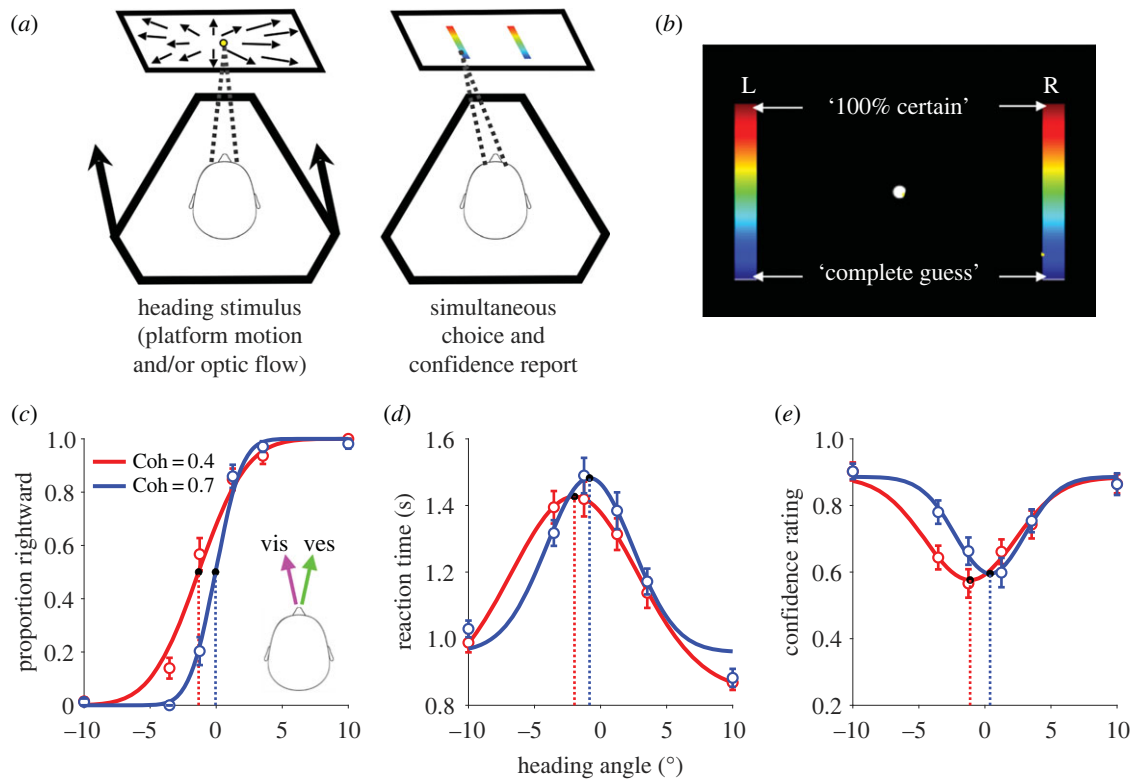 (a)
heading stimulus
(platform motion
and/or optic flow)
simultaneous
choice and
confidence report
(b)
L
R
‘100% certain’
‘complete guess’
(c)
proportion rightward
1.0
0.8
0.6
0.4
0.2
0
Coh = 0.4
Coh = 0.7
vis
ves
–10
–5
0
5
10
(d)
reaction time (s)
1.6
1.4
1.2
1.0
0.8
–10
–5
0
5
10
heading angle (°)
(e)
confidence rating
1.0
0.8
0.6
0.4
0.2
–10
–5
0
5
10